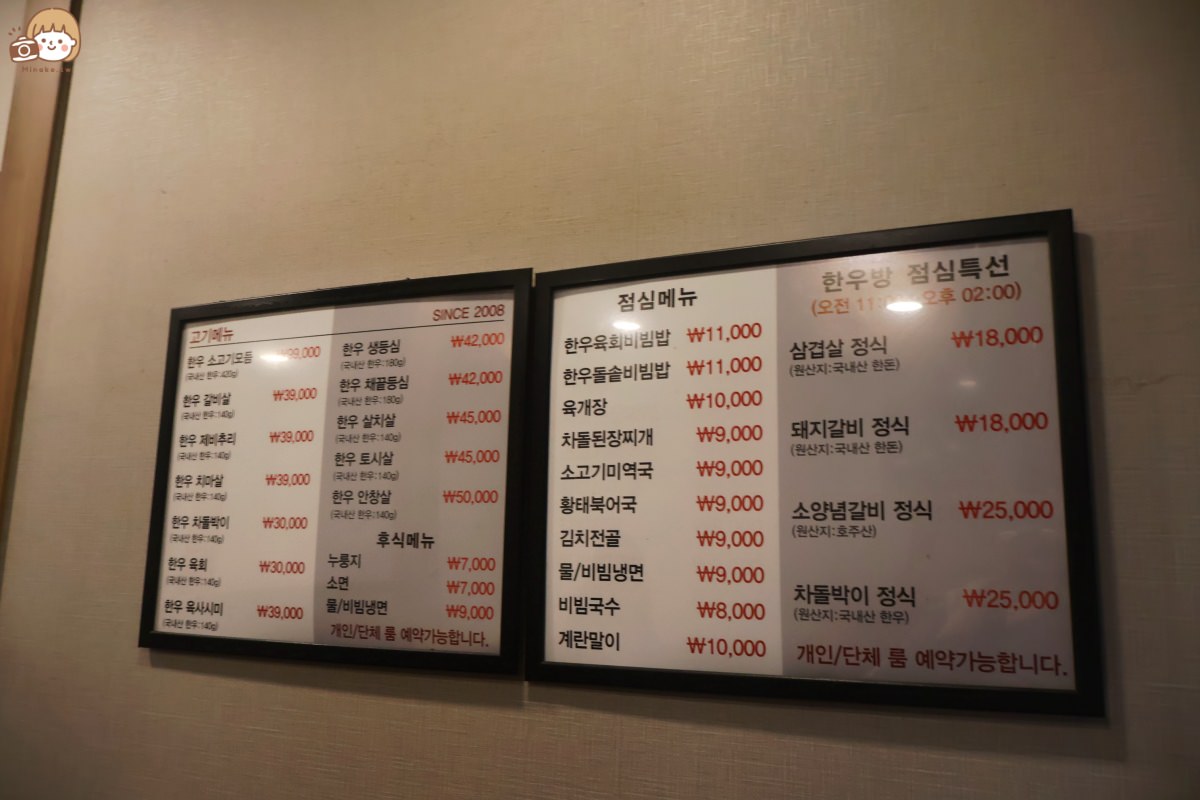 고기메뉴
SINCE 2008
한우 소고기모듬
(국내산 한우:420g)
한우 갈비살 ₩39,000
(국내산 한우:140g)
한우 제비추리 ₩39,000
(국내산 한우:140g)
한우 치마살 ₩39,000
(국내산 한우:140g)
한우 차돌박이 ₩30,000
(국내산 한우:140g)
한우 육회 ₩30,000
(국내산 한우:140g)
한우 육사시미 ₩39,000
(국내산 한우:140g)
한우 생등심 ₩42,000
(국내산 한우:180g)
한우 채끝등심 ₩42,000
(국내산 한우:180g)
한우 살치살 ₩45,000
(국내산 한우:140g)
한우 토시살 ₩45,000
(국내산 한우:140g)
한우 안창살 ₩50,000
(국내산 한우:140g)
후식메뉴
누룽지 ₩7,000
소면 ₩7,000
물/비빔냉면 ₩9,000
개인/단체 룸 예약가능합니다.
점심메뉴
한우육회비빔밥 ₩11,000
한우돌솥비빔밥 ₩11,000
육개장 ₩10,000
차돌된장찌개 ₩9,000
소고기미역국 ₩9,000
황태북어국 ₩9,000
김치전골 ₩9,000
물/비빔냉면 ₩9,000
비빔국수 ₩8,000
계란말이 ₩10,000
한우방 점심특선
(오전 오후 02:00)
삼겹살 정식 ₩18,000
(원산지:국내산 한돈)
돼지갈비 정식 ₩18,000
(원산지:국내산 한돈)
소양념갈비 정식 ₩25,000
(원산지:호주산)
차돌박이 정식 ₩25,000
(원산지:국내산 한우)
개인/단체 룸 예약가능합니다.